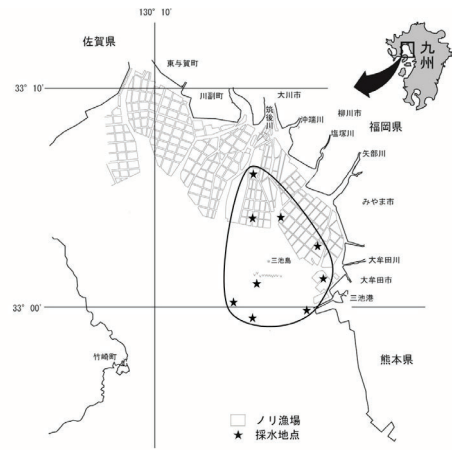 130° 10'
佐賀県
九州
東与賀町
33° 10'
川副町
大川市
筑後川
沖端川
柳川市
塩塚川
福岡県
矢部川
みやま市
三池島
大牟田川
大牟田市
三池港
33° 00'
竹崎町
熊本県
ノリ漁場
★ 採水地点